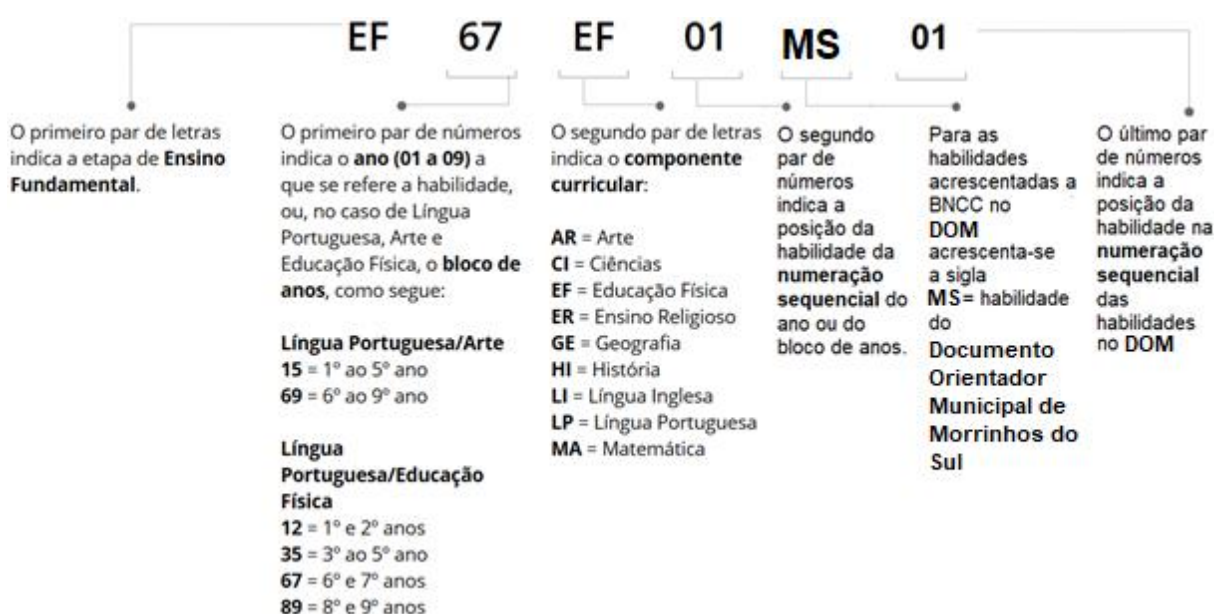 EF 67 EF 01 MS 01
O primeiro par de letras
indica a etapa de Ensino
Fundamental.
O primeiro par de números
indica o ano (01 a 09) a
que se refere a habilidade,
ou, no caso de Língua
Portuguesa, Arte e
Educação Física, o bloco de
anos, como segue:
Língua Portuguesa/Arte
15 = 1º ao 5º ano
69 = 6º ao 9º ano
Língua
Portuguesa/Educação
Física
12 = 1º e 2º anos
35 = 3º ao 5º ano
67 = 6º e 7º anos
89 = 8º e 9º anos
O segundo par de letras
indica o componente
curricular:
AR = Arte
CI = Ciências
EF = Educação Física
ER = Ensino Religioso
GE = Geografia
HI = História
LI = Língua Inglesa
LP = Língua Portuguesa
MA = Matemática
O segundo
par de
números
indica a
posição da
habilidade da
numeração
sequencial do
ano ou do
bloco de anos.
Para as
habilidades
acrescentadas a
BNCC no
DOM
acrescenta-se
a sigla
MS= habilidade
do
Documento
Orientador
Municipal de
Morrinhos do
Sul
O último par
de números
indica a
posição da
habilidade na
numeração
sequencial
das
habilidades
no DOM